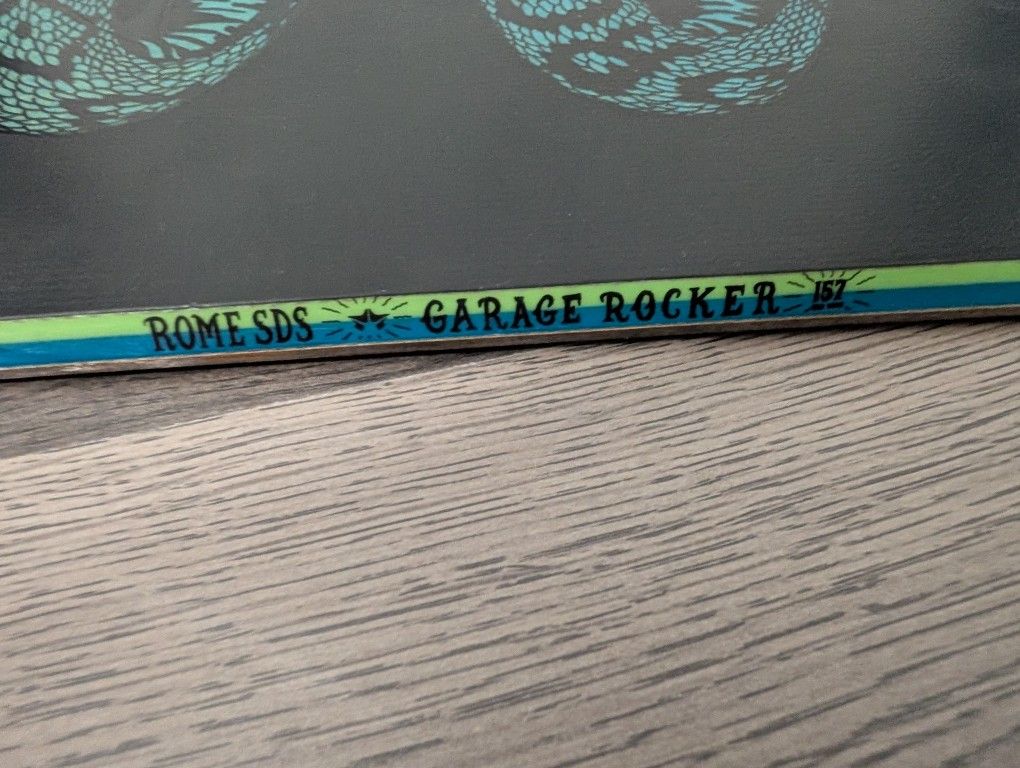 ROME SDS ★ GARAGE ROCKER 157